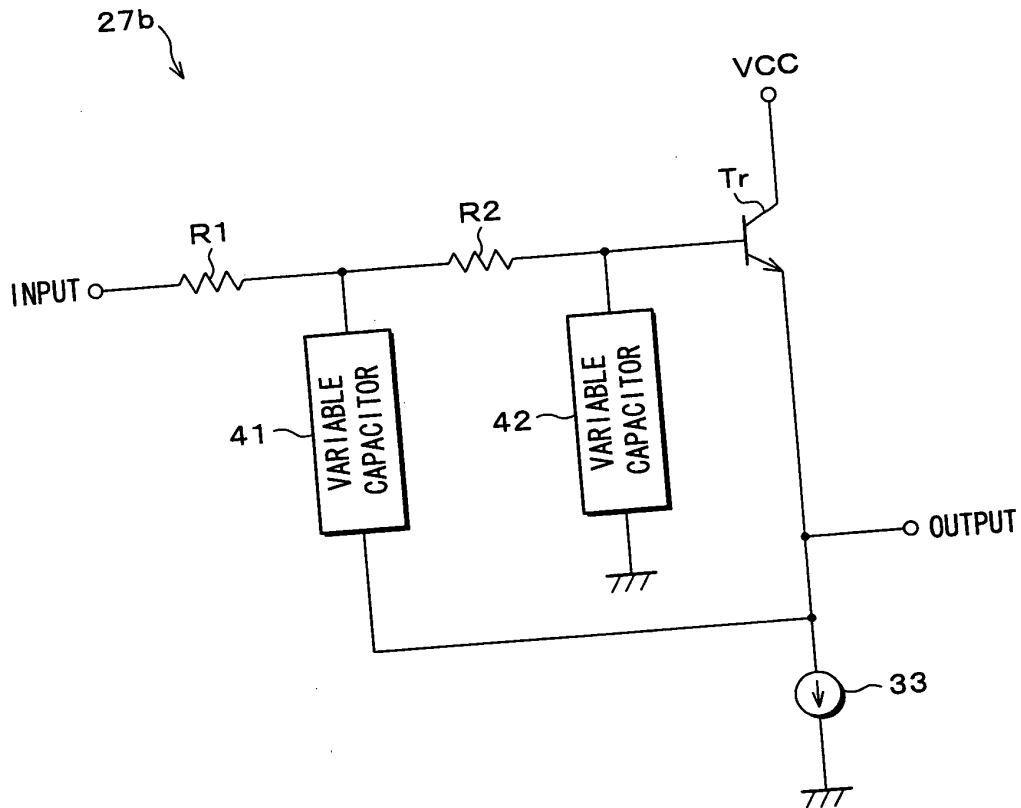 27b
VCC
Tr
R2
R1
INPUT
VARIABLE
CAPACITOR
41
VARIABLE
CAPACITOR
42
OUTPUT
33